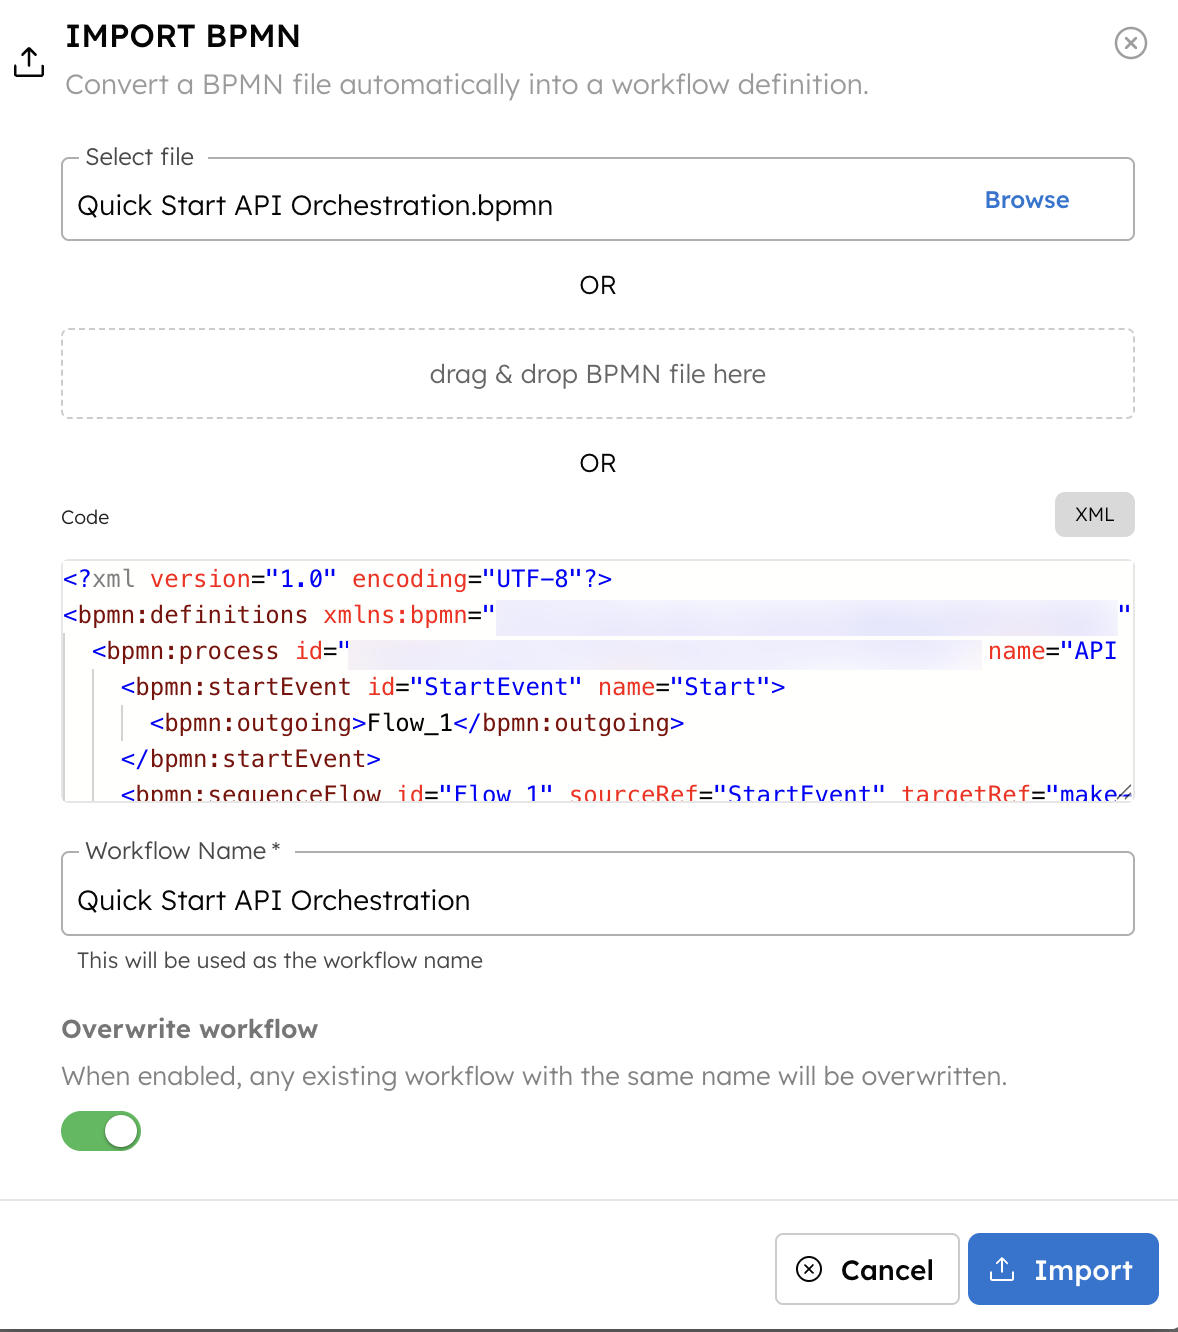 IMPORT BPMN
Convert a BPMN file automatically into a workflow definition.
Select file
Quick Start API Orchestration.bpmn
Browse
OR
drag & drop BPMN file here
OR
Code
XML
<?xml version="1.0" encoding="UTF-8"?>
<bpmn:definitions xmlns:bpmn=" "
<bpmn:process id=" name="API
<bpmn:startEvent id="StartEvent" name="Start">
<bpmn:outgoing>Flow_1</bpmn:outgoing>
</bpmn:startEvent>
<bpmn:sequenceFlow id="Flow_1" sourceRef="StartEvent" targetRef="make
Workflow Name *
Quick Start API Orchestration
This will be used as the workflow name
Overwrite workflow
When enabled, any existing workflow with the same name will be overwritten.
Cancel
Import